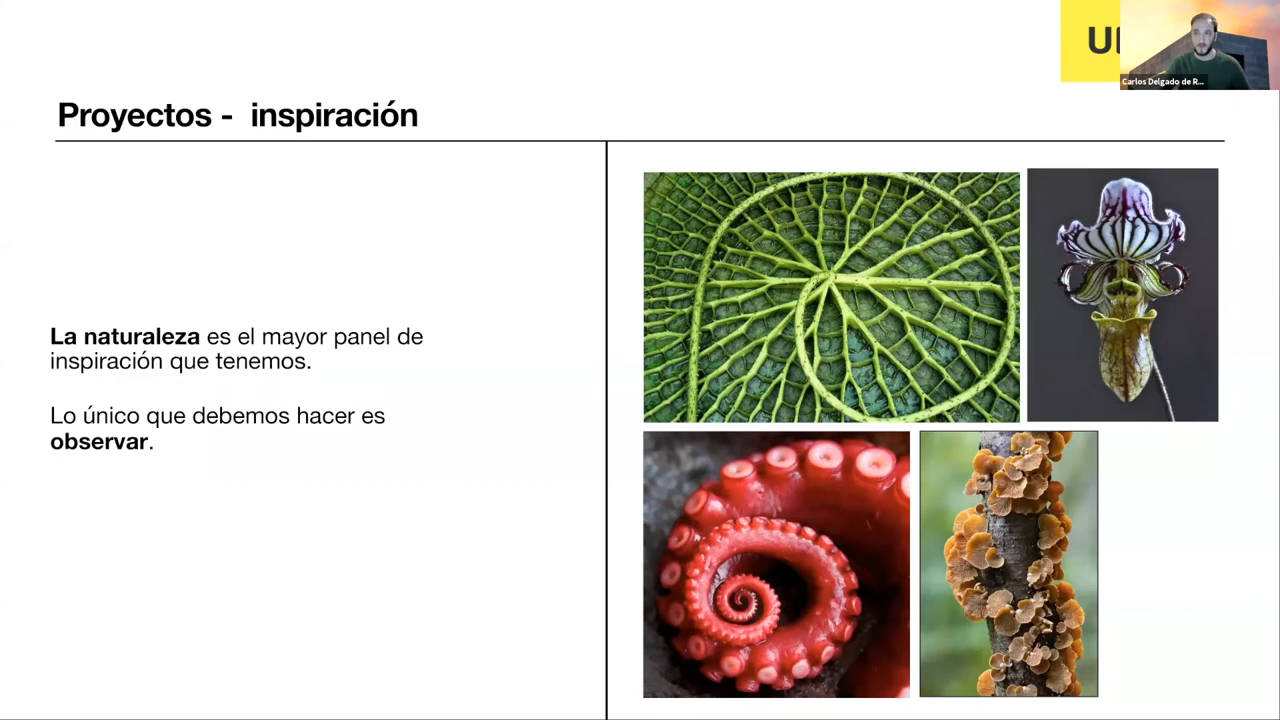 Carlos Delgado de R...
Proyectos - inspiración
La naturaleza es el mayor panel de
inspiración que tenemos.
Lo único que debemos hacer es
observar.